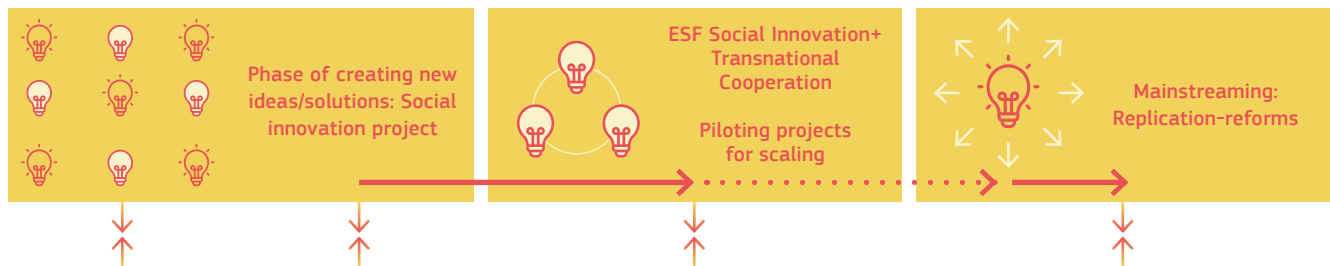 Phase of creating new
ideas/solutions: Social
innovation project
ESF Social Innovation+
Transnational
Cooperation
Piloting projects
for scaling
Mainstreaming:
Replication-reforms